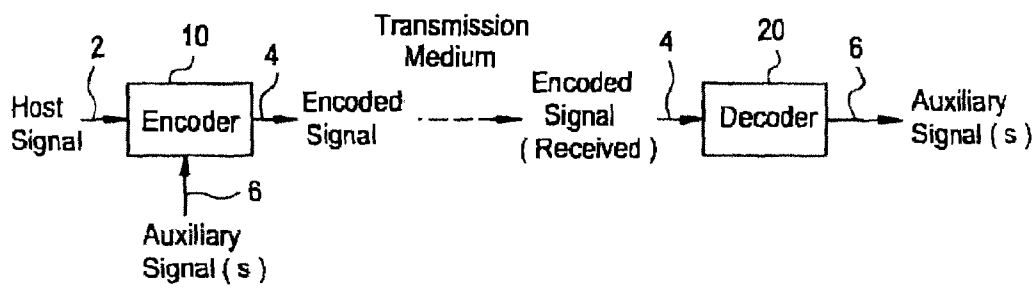 10
Transmission
Medium
20
2
4
4
6
Host
Signal
Encoder
Encoded
Signal
Encoded
Signal
( Received )
Decoder
Auxiliary
Signal ( s )
6
Auxiliary
Signal ( s )